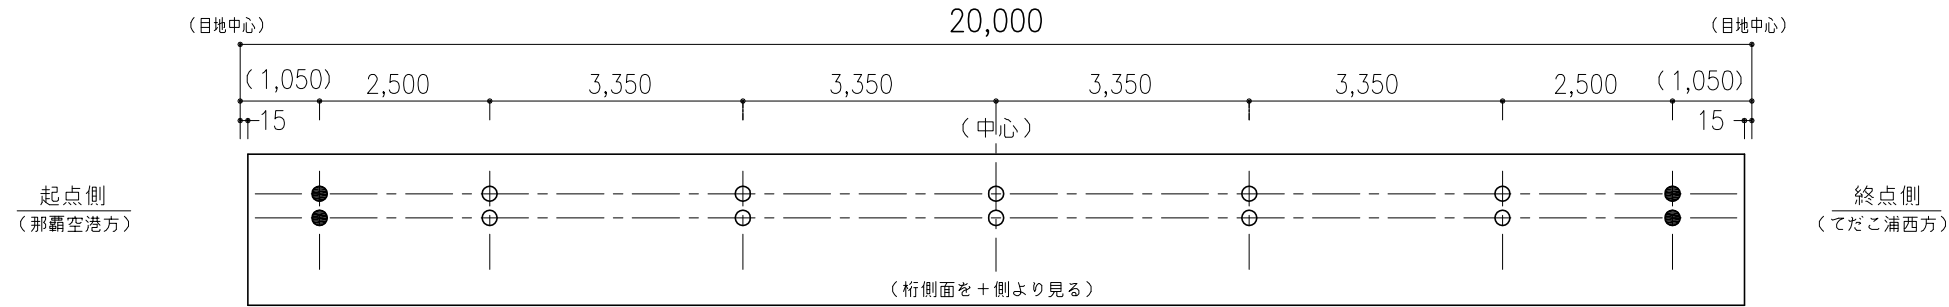 (目地中心)
20,000
(目地中心)
(1,050)
2,500
3,350
3,350
3,350
3,350
2,500
(1,050)
15
(中心)
15
起点側
(那覇空港方)
終点側
(てだこ浦西方)
(桁側面を+側より見る)